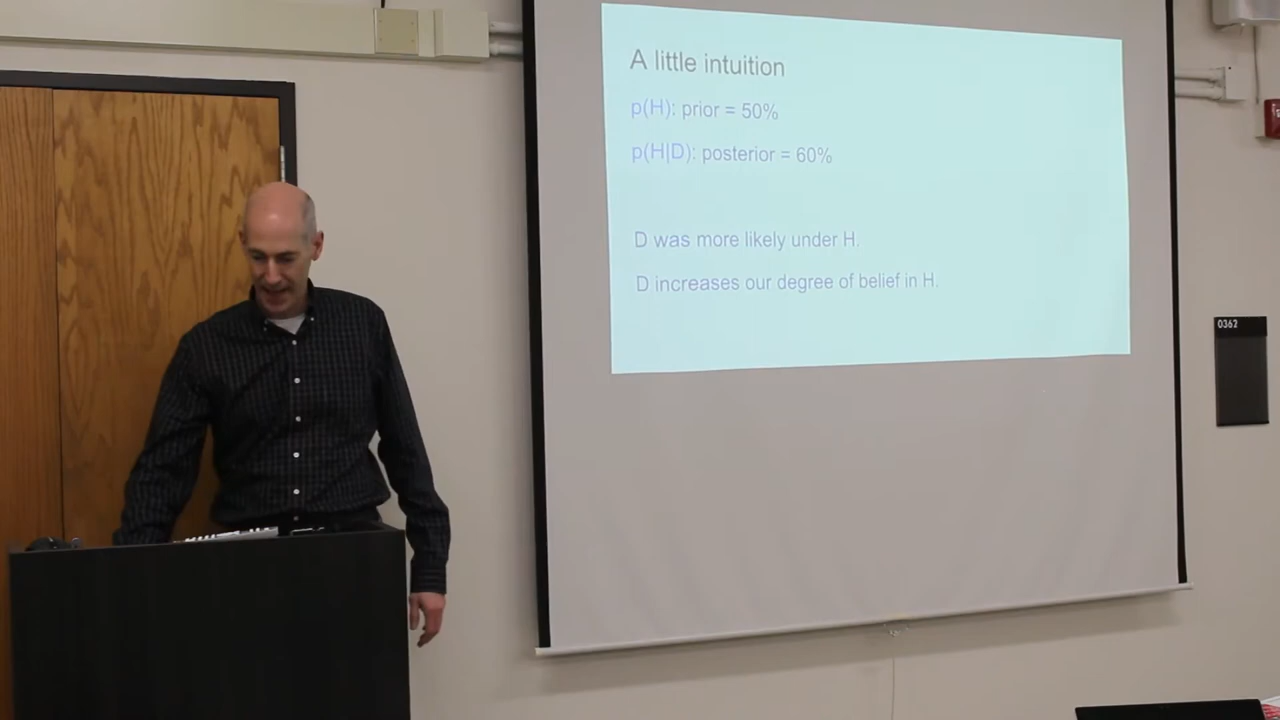 A little intuition
p(H): prior = 50%
p(H|D): posterior = 60%
D was more likely under H.
D increases our degree of belief in H.
0362